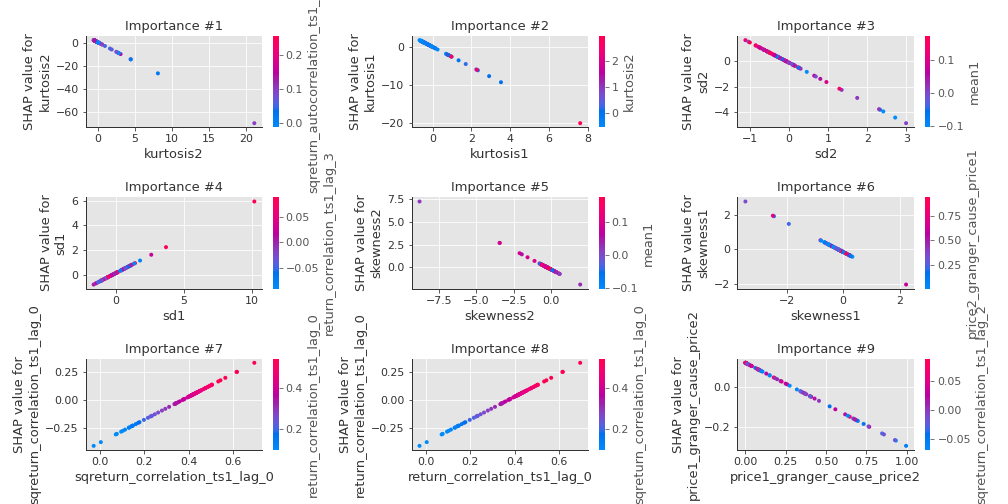 Importance #1
SHAP value for
kurtosis2
0
−20
−40
−60
0
5
10
15
20
kurtosis2
0.2
0.1
0.0
sqreturn_autocorrelation_ts1_
Importance #2
SHAP value for
kurtosis1
0
−10
−20
0
2
4
6
8
kurtosis1
2
1
0
kurtosis2
Importance #3
SHAP value for
sd2
0
−2
−4
−1
0
1
2
3
sd2
0.1
0.0
−0.1
mean1
Importance #4
SHAP value for
sd1
6
4
2
0
0
5
10
sd1
0.05
0.00
−0.05
return_correlation_ts1_lag_3
Importance #5
SHAP value for
skewness2
7.5
5.0
2.5
0.0
−7.5
−5.0
−2.5
0.0
skewness2
0.1
0.0
−0.1
mean1
Importance #6
SHAP value for
skewness1
2
0
−2
−2
0
2
skewness1
0.75
0.50
0.25
price2_granger_cause_price1
Importance #7
SHAP value for
sqreturn_correlation_ts1_lag_0
0.25
0.00
−0.25
0.0
0.2
0.4
0.6
sqreturn_correlation_ts1_lag_0
0.4
0.2
return_correlation_ts1_lag_0
Importance #8
SHAP value for
return_correlation_ts1_lag_0
0.25
0.00
−0.25
0.0
0.2
0.4
0.6
return_correlation_ts1_lag_0
0.4
0.2
sqreturn_correlation_ts1_lag_0
Importance #9
SHAP value for
price1_granger_cause_price2
0.0
−0.2
0.00
0.25
0.50
0.75
1.00
price1_granger_cause_price2
0.05
0.00
−0.05
sqreturn_correlation_ts1_lag_2